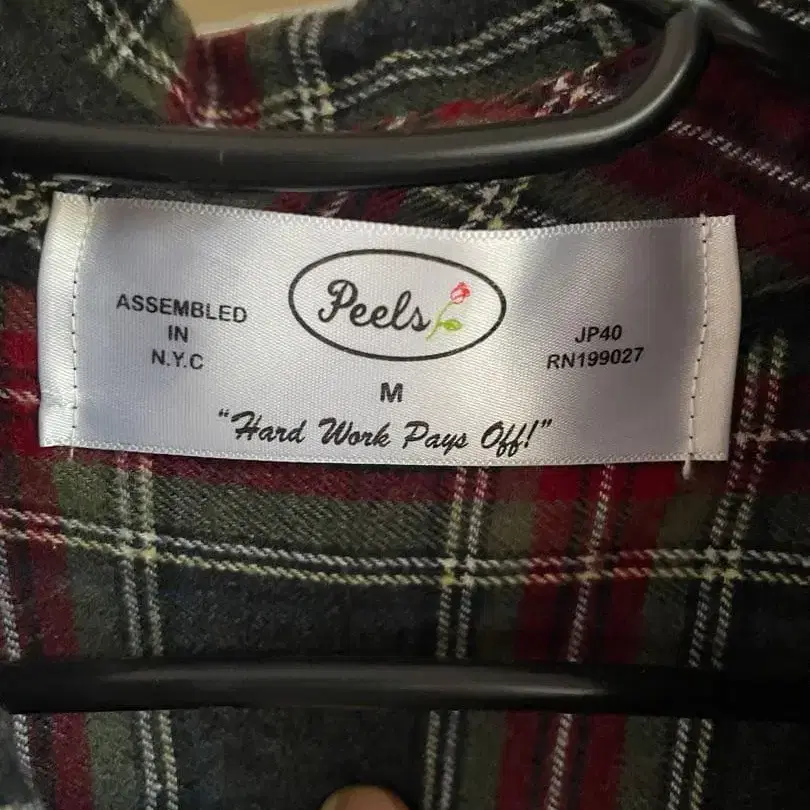 Peels
ASSEMBLED
IN
N.Y.C
JP40
RN199027
M
"Hard Work Pays Off!"